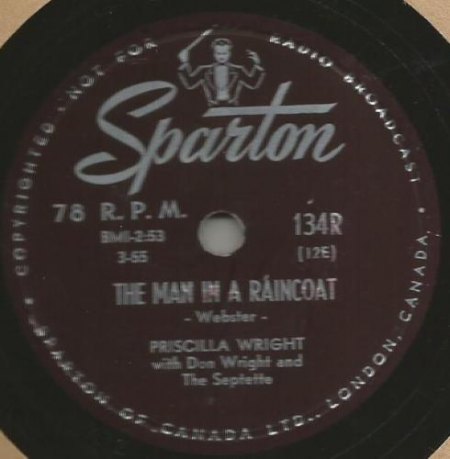 COPYRIGHTED - NOT FOR RADIO BROADCAST
Sparton
78 R.P.M.
134R
BMI-2:53
(12E)
3-55
THE MAN IN A RAINCOAT
- Webster -
PRISCILLA WRIGHT
with Don Wright and
The Septette
• SPARTON OF CANADA LTD., LONDON, CANADA •